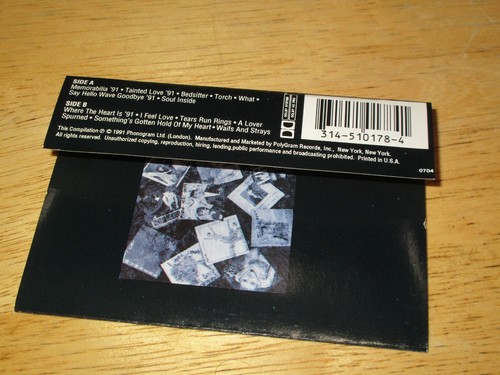 SIDE A
Memorabilia '91 • Tainted Love '91 • Bedsitter • Torch • What •
Say Hello Wave Goodbye '91 • Soul Inside
SIDE B
Where The Heart Is '91 • I Feel Love • Tears Run Rings • A Lover
Spurned • Something's Gotten Hold Of My Heart • Waifs And Strays
This Compilation ℗ © 1991 Phonogram Ltd. (London). Manufactured and Marketed by PolyGram Records, Inc., New York, New York.
All rights reserved. Unauthorized copying, reproduction, hiring, lending, public performance and broadcasting prohibited. Printed in U.S.A.
314-510178-4
0704